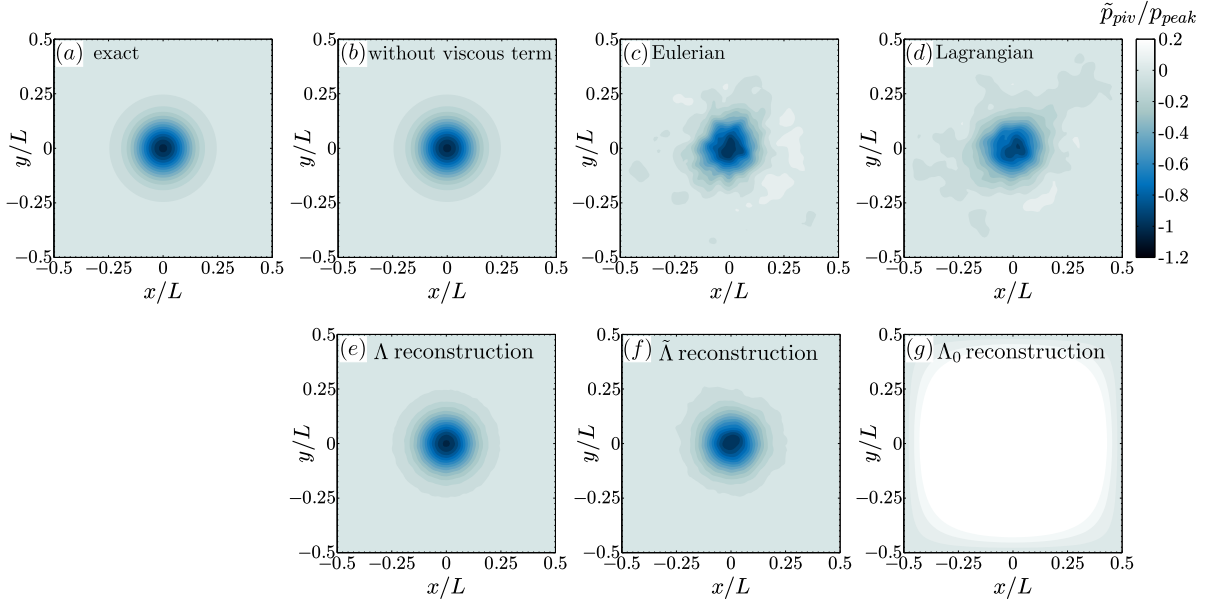 p̃_piv/p_peak
(a) exact
(b) without viscous term
(c) Eulerian
(d) Lagrangian
0.5
0.25
0
−0.25
−0.5
y/L
−0.5 −0.25 0 0.25 0.5
x/L
0.5
0.25
0
−0.25
−0.5
y/L
−0.5 −0.25 0 0.25 0.5
x/L
0.5
0.25
0
−0.25
−0.5
y/L
−0.5 −0.25 0 0.25 0.5
x/L
0.5
0.25
0
−0.25
−0.5
y/L
−0.5 −0.25 0 0.25 0.5
x/L
0.2
0
-0.2
-0.4
-0.6
-0.8
-1
-1.2
(e) Λ reconstruction
(f) Λ̃ reconstruction
(g) Λ₀ reconstruction
0.5
0.25
0
−0.25
−0.5
y/L
−0.5 −0.25 0 0.25 0.5
x/L
0.5
0.25
0
−0.25
−0.5
y/L
−0.5 −0.25 0 0.25 0.5
x/L
0.5
0.25
0
−0.25
−0.5
y/L
−0.5 −0.25 0 0.25 0.5
x/L